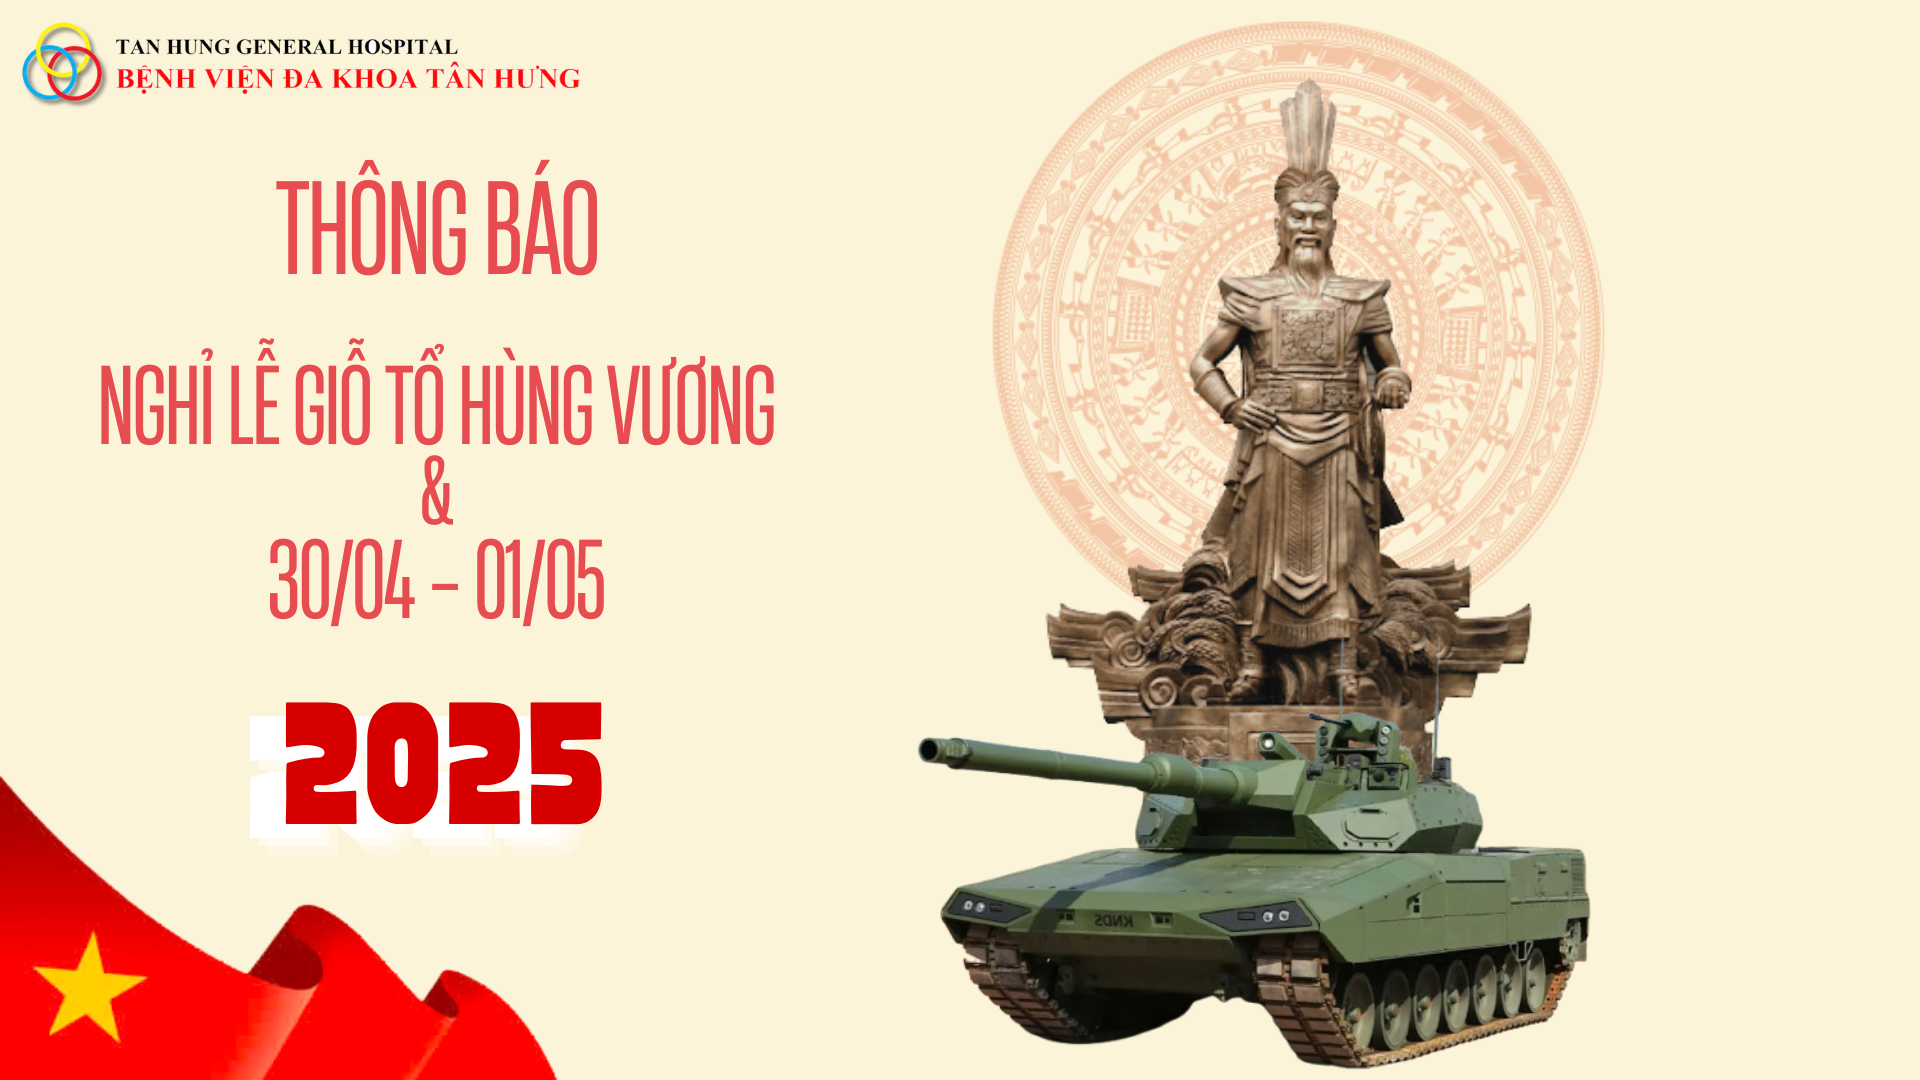 TAN HUNG GENERAL HOSPITAL
BỆNH VIỆN ĐA KHOA TÂN HƯNG
THÔNG BÁO
NGHỈ LỄ GIỖ TỔ HÙNG VƯƠNG
&
30/04 – 01/05
2025
KNDS